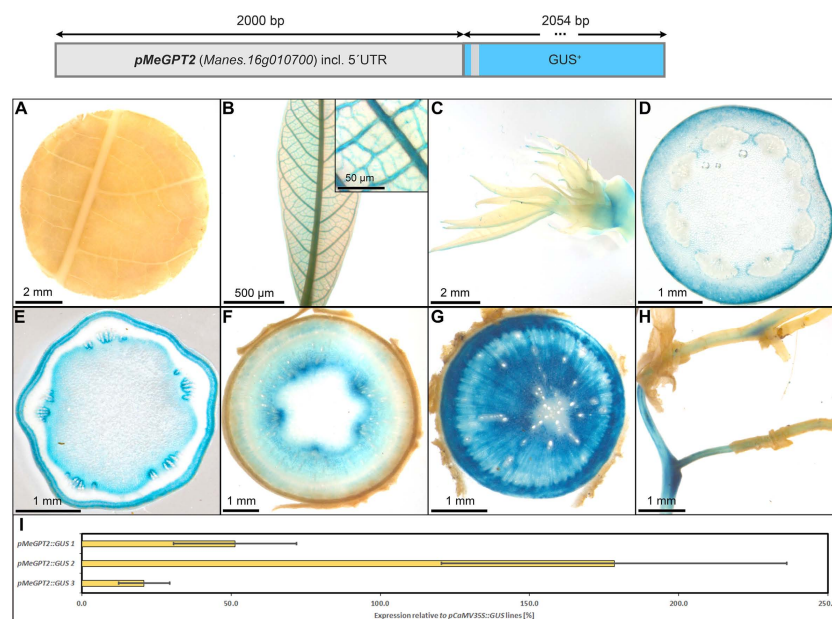 2000 bp
2054 bp
...
pMeGPT2 (Manes.16g010700) incl. 5´UTR
GUS⁺
A
2 mm
B
50 µm
500 µm
C
2 mm
D
1 mm
E
1 mm
F
1 mm
G
1 mm
H
1 mm
I
pMeGPT2::GUS 1
pMeGPT2::GUS 2
pMeGPT2::GUS 3
0.0 50.0 100.0 150.0 200.0 250.0
Expression relative to pCaMV35S::GUS lines [%]